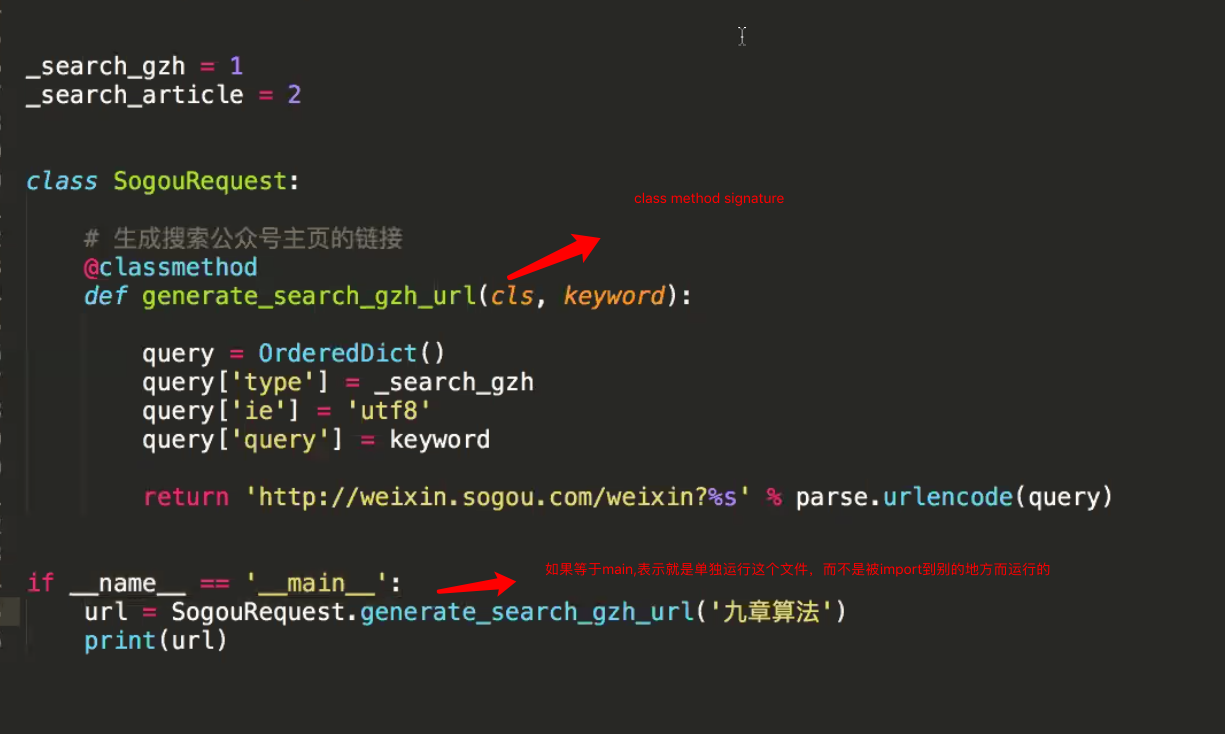 _search_gzh = 1
_search_article = 2
class SogouRequest:
class method signature
# 生成搜索公众号主页的链接
@classmethod
def generate_search_gzh_url(cls, keyword):
query = OrderedDict()
query['type'] = _search_gzh
query['ie'] = 'utf8'
query['query'] = keyword
return 'http://weixin.sogou.com/weixin?%s' % parse.urlencode(query)
如果等于main,表示就是单独运行这个文件，而不是被import到别的地方而运行的
if __name__ == '__main__':
url = SogouRequest.generate_search_gzh_url('九章算法')
print(url)